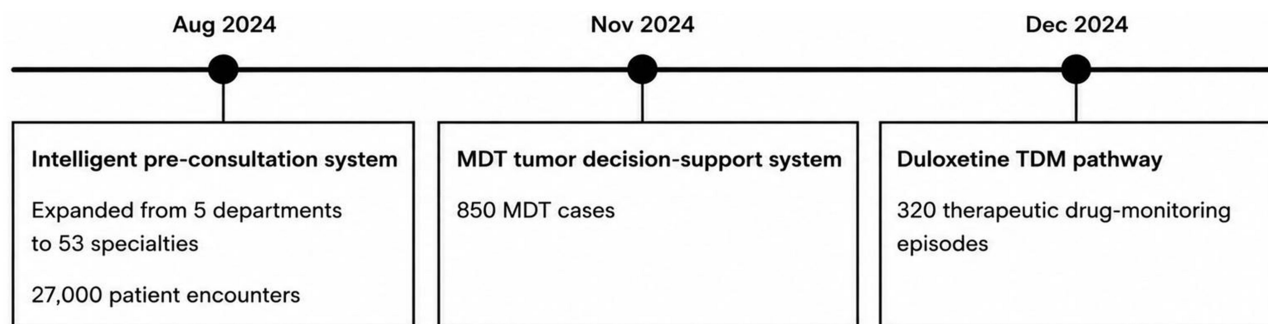 Aug 2024
Nov 2024
Dec 2024
Intelligent pre-consultation system
Expanded from 5 departments
to 53 specialties
27,000 patient encounters
MDT tumor decision-support system
850 MDT cases
Duloxetine TDM pathway
320 therapeutic drug-monitoring
episodes